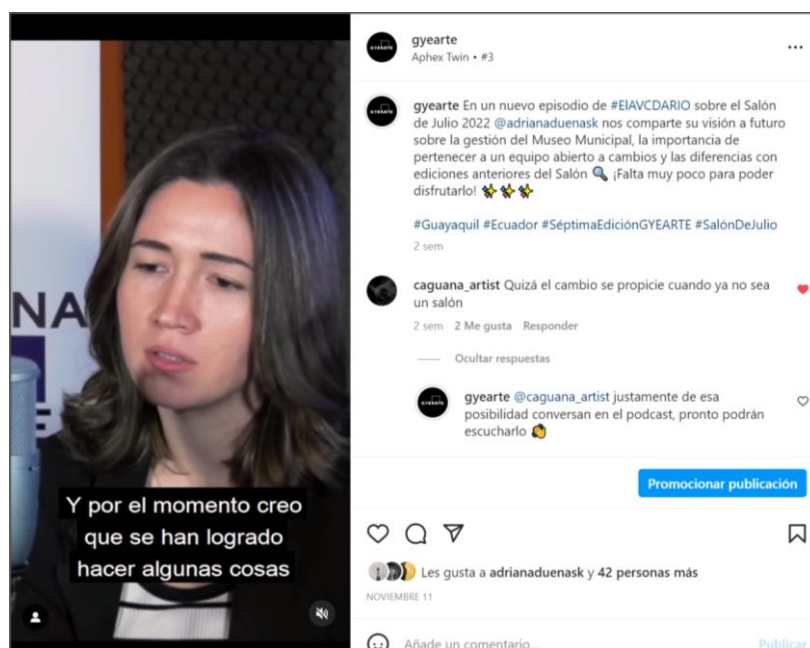 NA
F
Y por el momento creo
que se han logrado
hacer algunas cosas
GYEARTE
gyearte
Aphex Twin • #3
GYEARTE
gyearte En un nuevo episodio de #ElAVCDARIO sobre el Salón
de Julio 2022 @adrianaduenask nos comparte su visión a futuro
sobre la gestión del Museo Municipal, la importancia de
pertenecer a un equipo abierto a cambios y las diferencias con
ediciones anteriores del Salón 🔍 ¡Falta muy poco para poder
disfrutarlo! ✨ ✨ ✨
#Guayaquil #Ecuador #SéptimaEdiciónGYEARTE #SalónDeJulio
2 sem
caguana_artist Quizá el cambio se propicie cuando ya no sea
un salón
2 sem 2 Me gusta Responder
Ocultar respuestas
GYEARTE
gyearte @caguana_artist justamente de esa
posibilidad conversan en el podcast, pronto podrán
escucharlo 👏
Promocionar publicación
Les gusta a adrianaduenask y 42 personas más
NOVIEMBRE 11
Añade un comentario...
Publicar